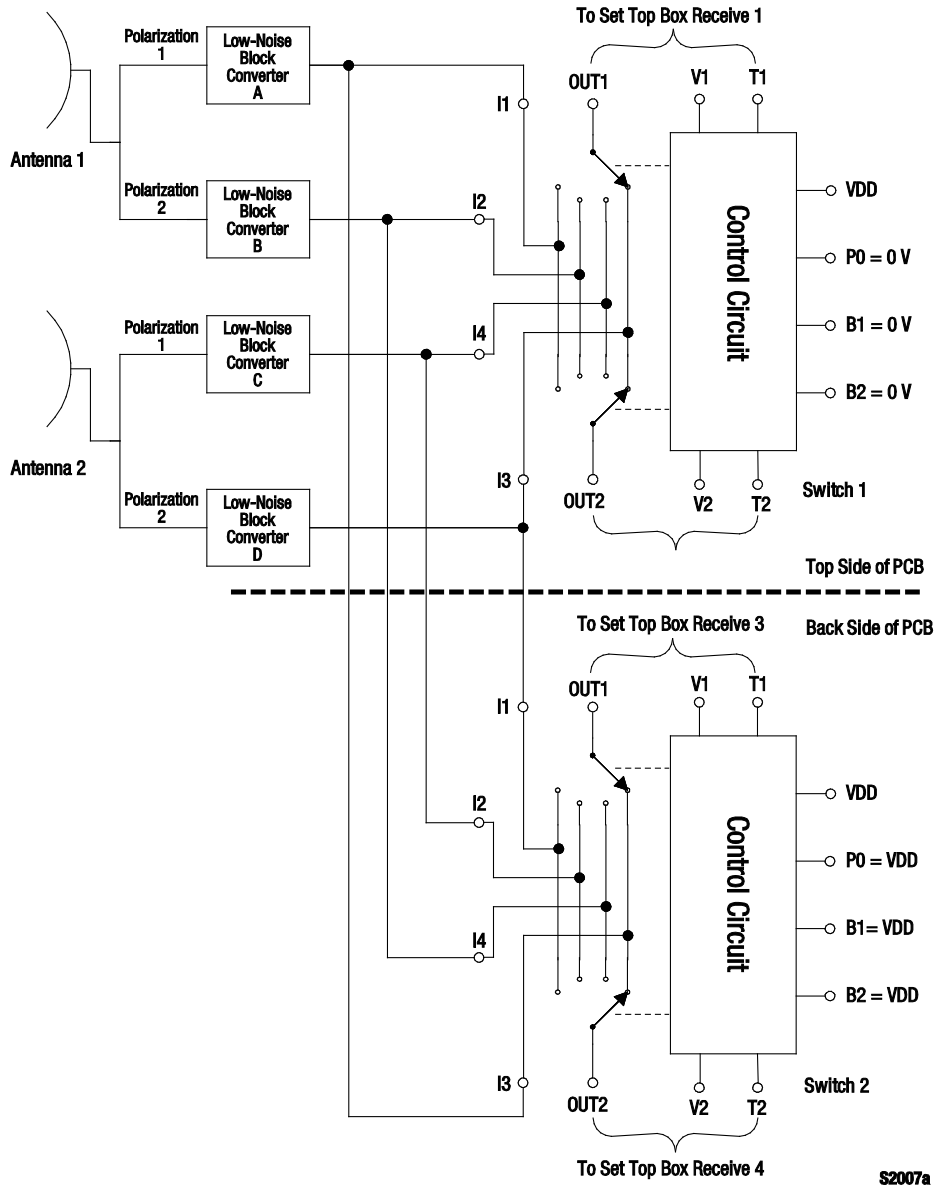 To Set Top Box Receive 1
Polarization
1
Low-Noise
Block
Converter
A
OUT1
V1
T1
I1
Antenna 1
Polarization
2
Low-Noise
Block
Converter
B
I2
VDD
P0 = 0 V
B1 = 0 V
B2 = 0 V
Control Circuit
Polarization
1
Low-Noise
Block
Converter
C
I4
Antenna 2
Polarization
2
Low-Noise
Block
Converter
D
I3
OUT2
V2
T2
Switch 1
Top Side of PCB
Back Side of PCB
To Set Top Box Receive 3
OUT1
V1
T1
I1
I2
I4
I3
VDD
P0 = VDD
B1= VDD
B2 = VDD
Control Circuit
OUT2
V2
T2
Switch 2
To Set Top Box Receive 4
S2007a